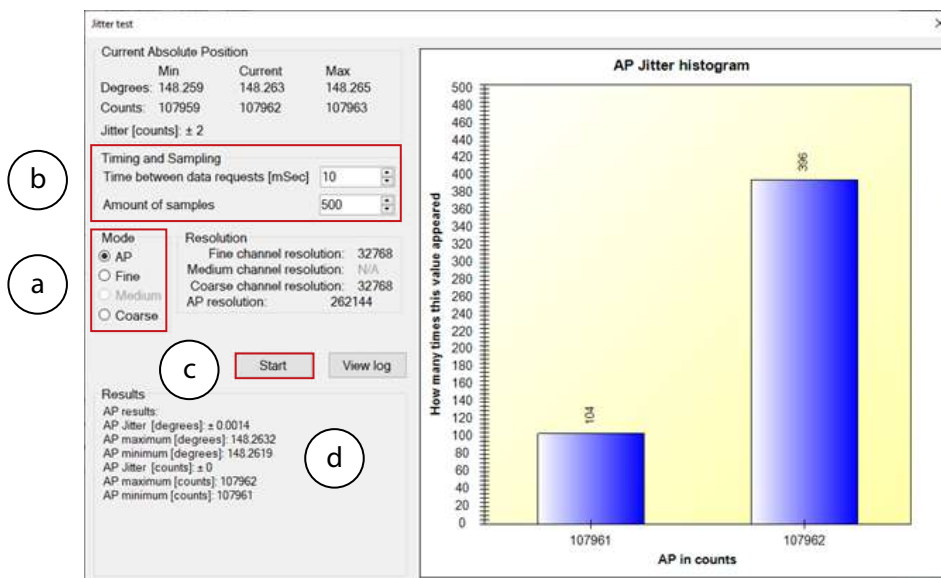 Jitter test
Current Absolute Position
Min Current Max
Degrees: 148.259 148.263 148.265
Counts: 107959 107962 107963
Jitter [counts]: ± 2
b
Timing and Sampling
Time between data requests [mSec] 10
Amount of samples 500
a
Mode
AP
Fine
Medium
Coarse
Resolution
Fine channel resolution: 32768
Medium channel resolution: N/A
Coarse channel resolution: 32768
AP resolution: 262144
c
Start View log
Results
AP results:
AP Jitter [degrees]: ± 0.0014
AP maximum [degrees]: 148.2632
AP minimum [degrees]: 148.2619
AP Jitter [counts]: ± 0
AP maximum [counts]: 107962
AP minimum [counts]: 107961
d
AP Jitter histogram
How many times this value appeared
500
480
460
440
420
400
380
360
340
320
300
280
260
240
220
200
180
160
140
120
100
80
60
40
20
0
104
396
107961 107962
AP in counts